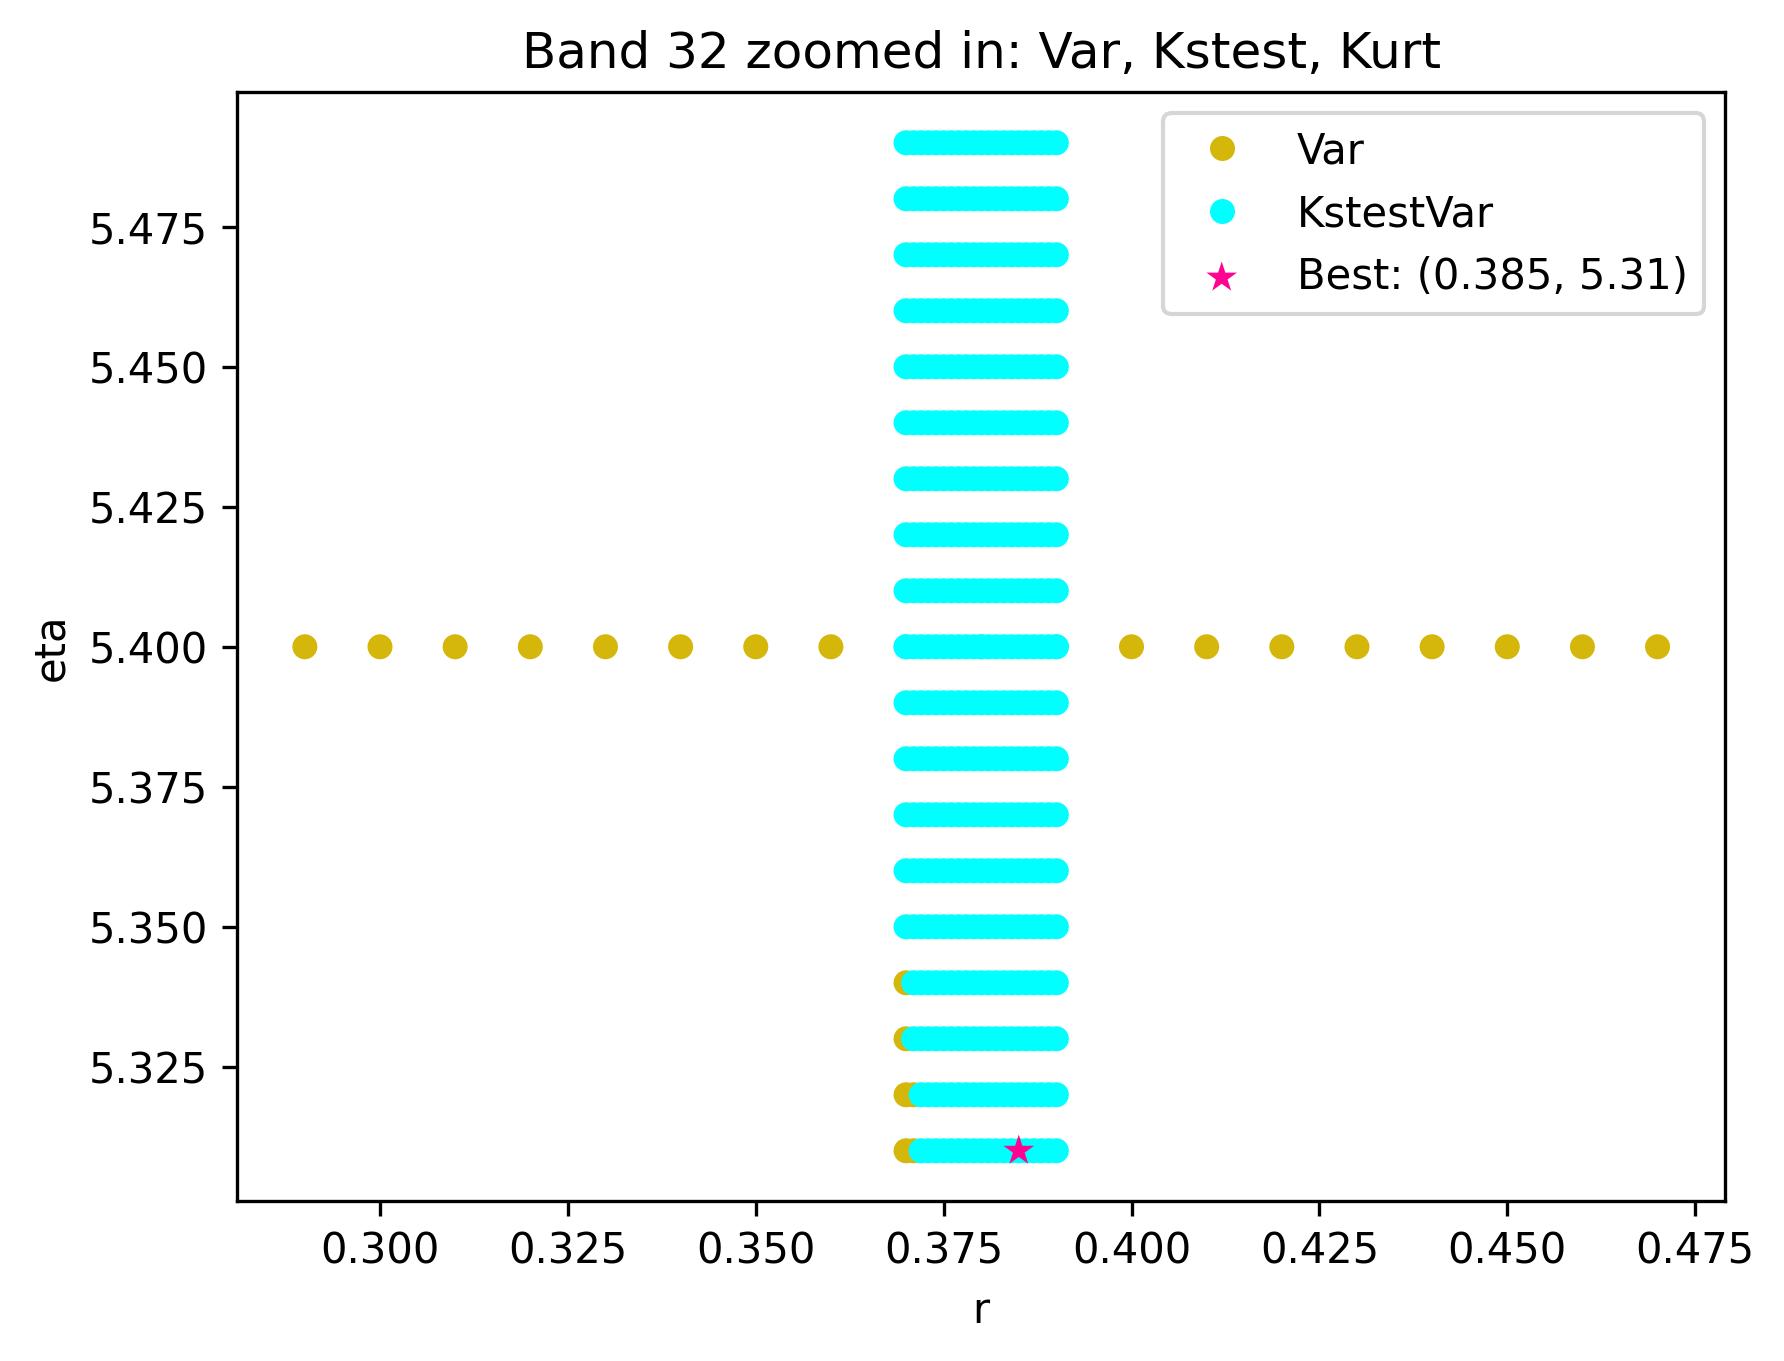 Band 32 zoomed in: Var, Kstest, Kurt
Var
KstestVar
Best: (0.385, 5.31)
5.475
5.450
5.425
5.400
5.375
5.350
5.325
eta
0.300 0.325 0.350 0.375 0.400 0.425 0.450 0.475
r